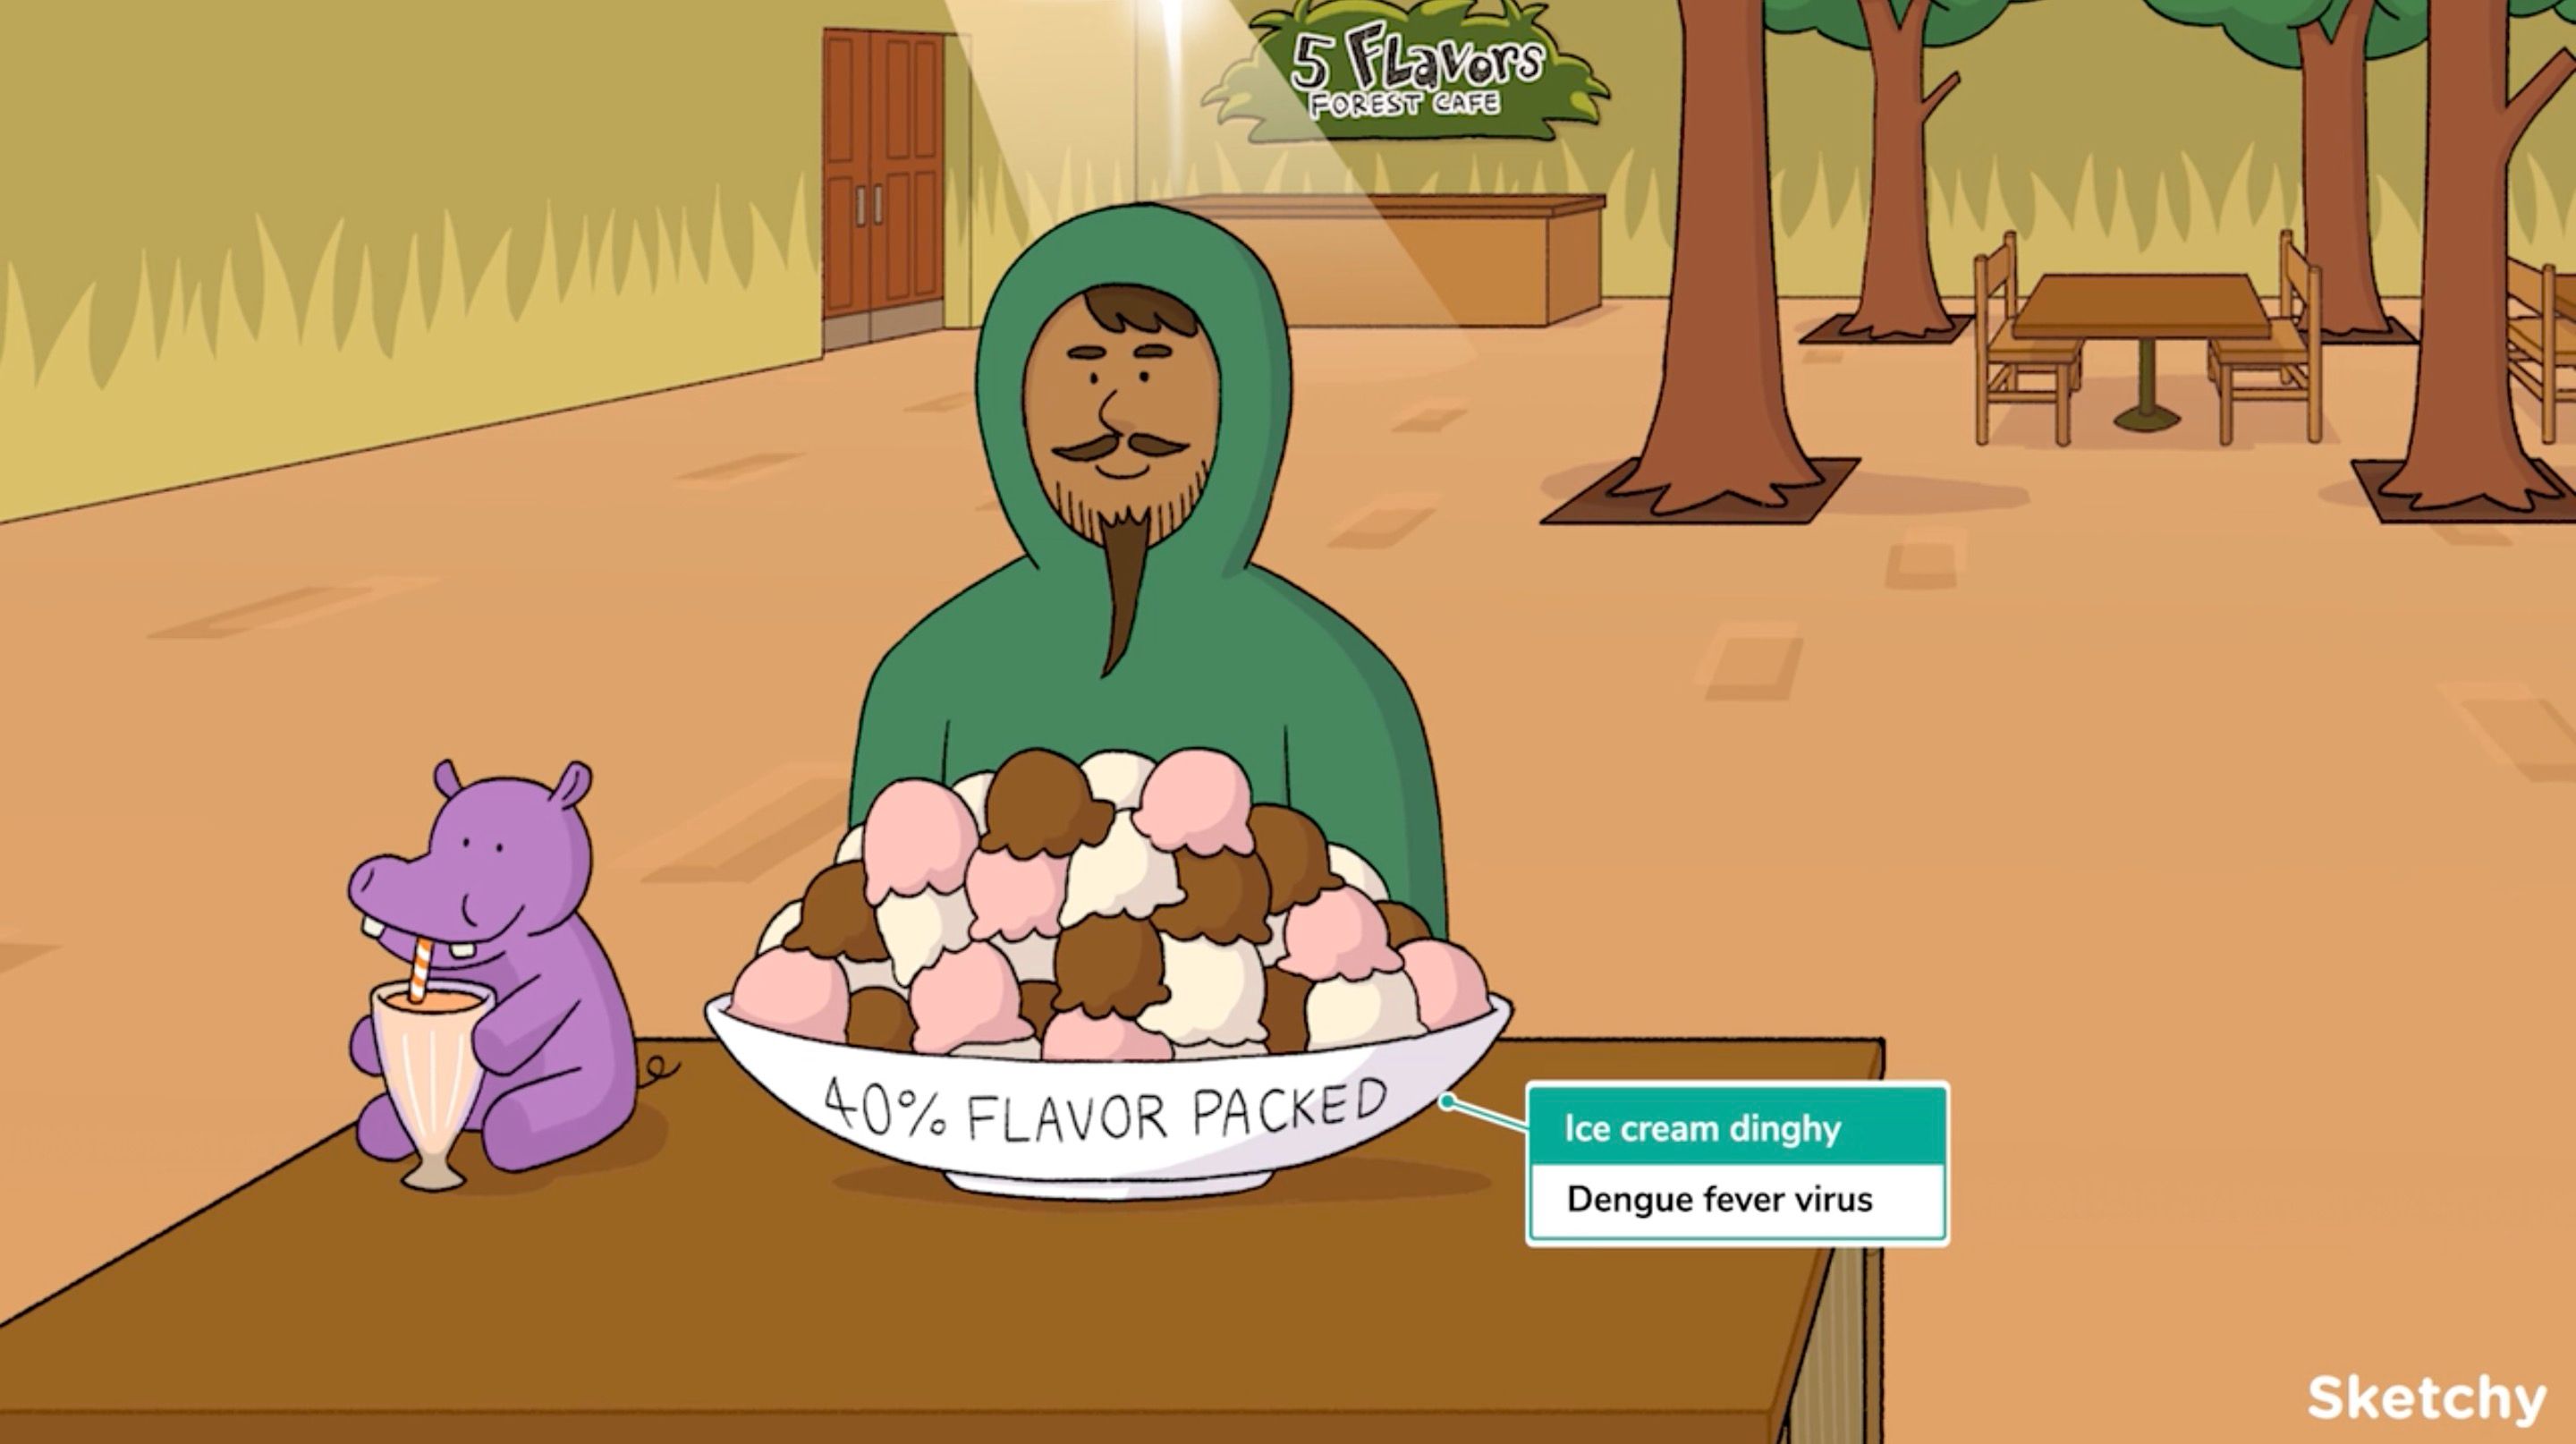 5 FLavors
FOREST CAFE
40% FLAVOR PACKED
Ice cream dinghy
Dengue fever virus
Sketchy